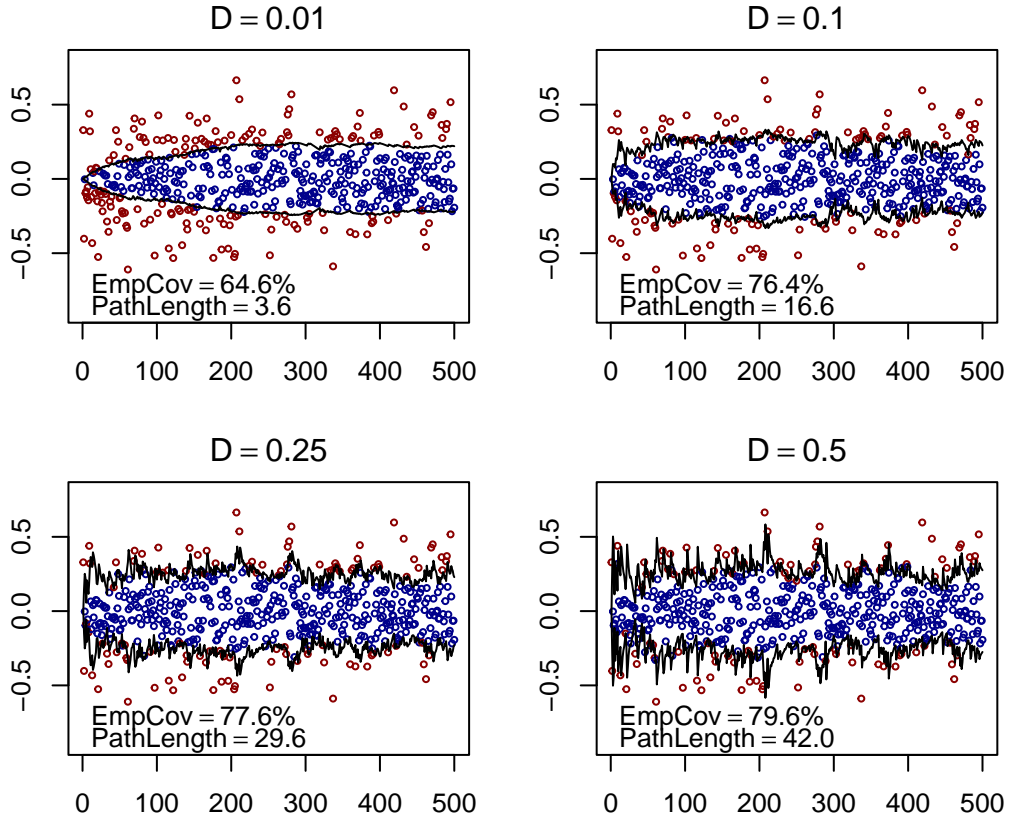 D = 0.01
0.5
0.0
−0.5
EmpCov = 64.6%
PathLength = 3.6
0 100 200 300 400 500
D = 0.1
0.5
0.0
−0.5
EmpCov = 76.4%
PathLength = 16.6
0 100 200 300 400 500
D = 0.25
0.5
0.0
−0.5
EmpCov = 77.6%
PathLength = 29.6
0 100 200 300 400 500
D = 0.5
0.5
0.0
−0.5
EmpCov = 79.6%
PathLength = 42.0
0 100 200 300 400 500